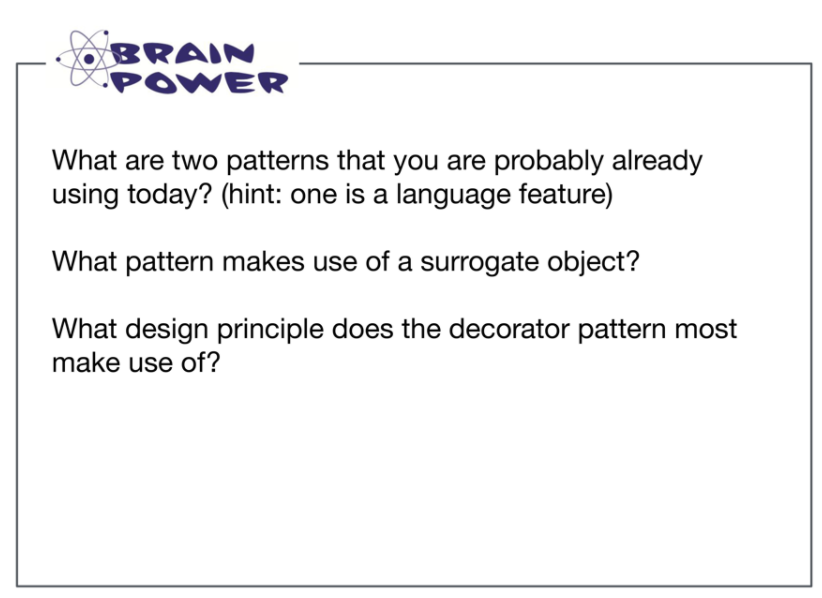 BRAIN
POWER
What are two patterns that you are probably already
using today? (hint: one is a language feature)
What pattern makes use of a surrogate object?
What design principle does the decorator pattern most
make use of?